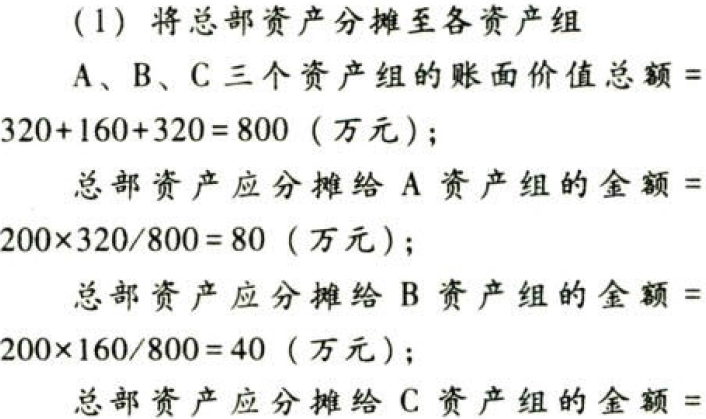 (1) 将总部资产分摊至各资产组
A、B、C 三个资产组的账面价值总额=
320+160+320=800 (万元);
总部资产应分摊给 A 资产组的金额=
200×320/800=80 (万元);
总部资产应分摊给 B 资产组的金额=
200×160/800=40 (万元);
总部资产应分摊给 C 资产组的金额=